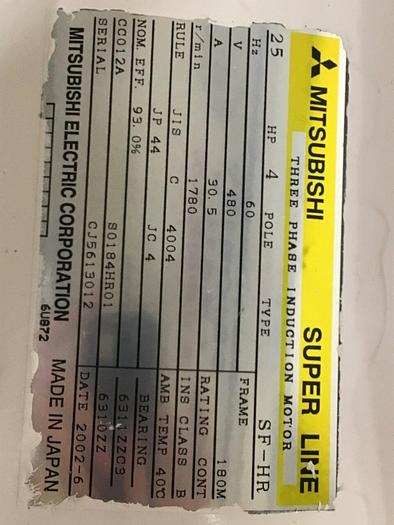 MITSUBISHI SUPER LINE
THREE PHASE INDUCTION MOTOR
25 HP 4 POLE TYPE SF-HR
Hz 60 FRAME 180M
V 480
A 30.5 RATING CONT
r/min 1780 INS CLASS B
RULE JIS C 4004 AMB TEMP 40℃
JP 44 JC 4 BEARING
NOM. EFF. 93.0% 6311ZZC3
CC012A S0184HR01 6310ZZ
SERIAL CJ5613012 DATE 2002-6
MITSUBISHI ELECTRIC CORPORATION 6U872 MADE IN JAPAN